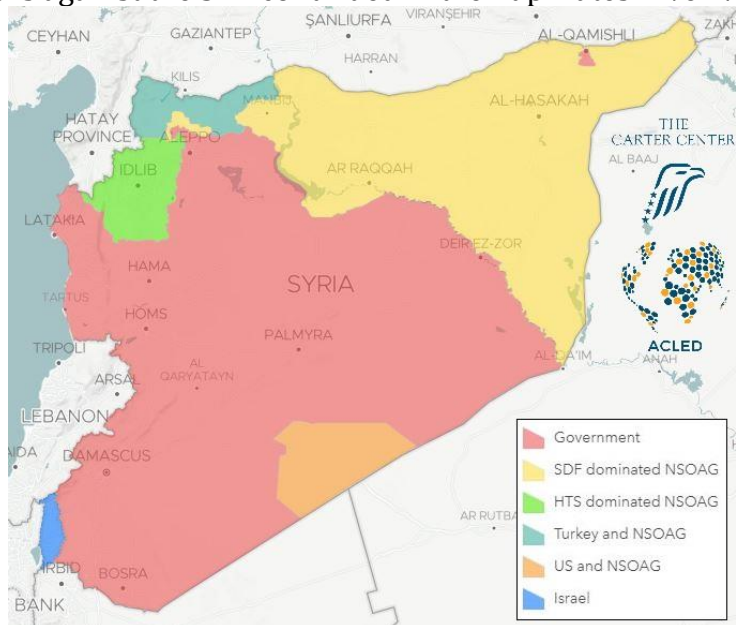 CEYHAN
GAZIANTEP
ŞANLIURFA
VIRANŞEHIR
AL-QAMISHLI
HARRAN
KILIS
HATAY
PROVINCE
MANBIJ
AL-HASAKAH
ALEPPO
THE
CARTER CENTER
AL BAAJ
IDLIB
AR RAQQAH
LATAKIA
DEIR EZ-ZOR
HAMA
SYRIA
TARTUS
HOMS
TRIPOLI
PALMYRA
ACLED
AL-QA'IM
ANAH
ARSAL
AL
QARYATAYN
LEBANON
DAMASCUS
AR RUTBA
IRBID
BOSRA
BANK
Government
SDF dominated NSOAG
HTS dominated NSOAG
Turkey and NSOAG
US and NSOAG
Israel